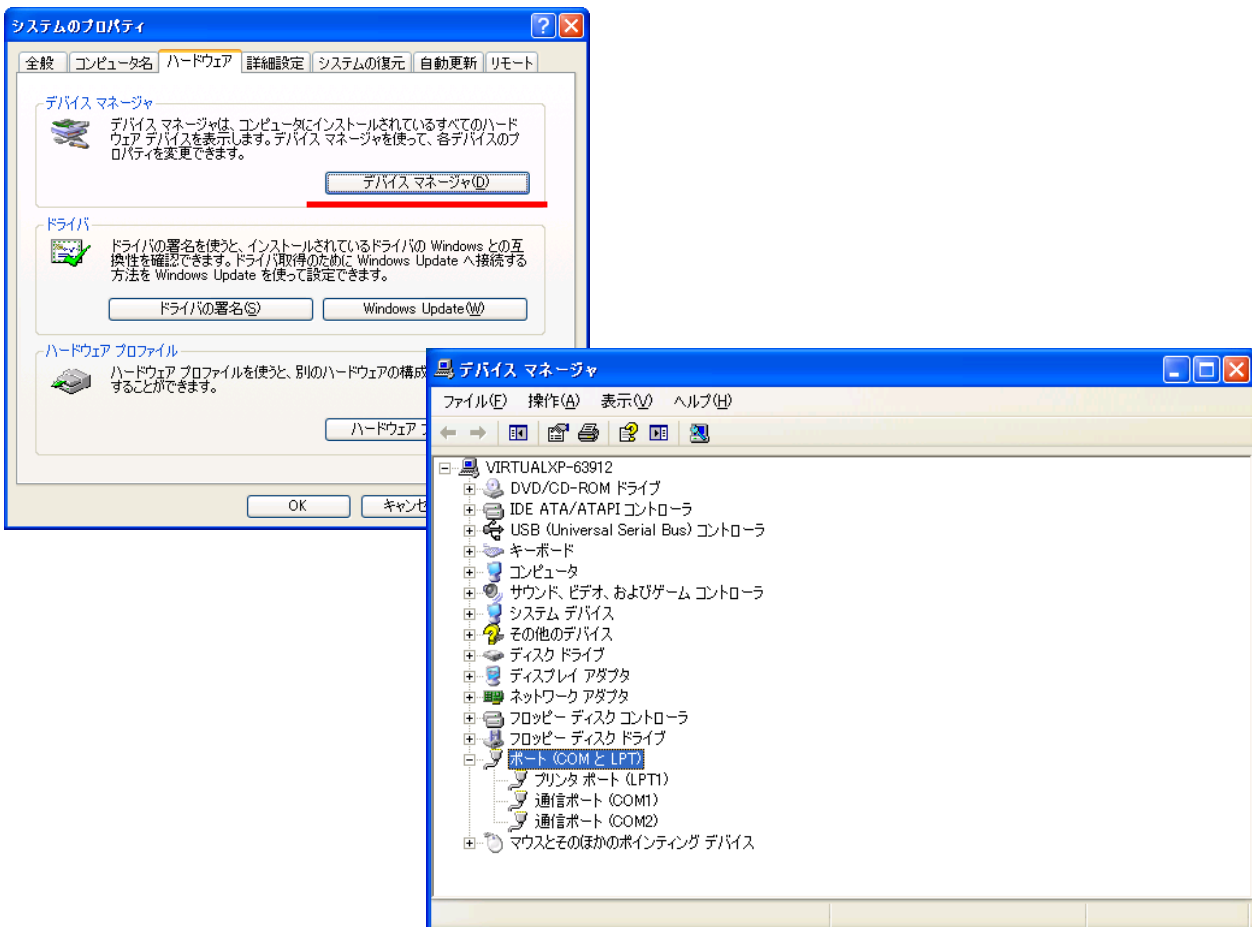 システムのプロパティ
全般
コンピュータ名
ハードウェア
詳細設定
システムの復元
自動更新
リモート
デバイス マネージャ
デバイス マネージャは、コンピュータにインストールされているすべてのハード
ウェア デバイスを表示します。デバイス マネージャを使って、各デバイスのプ
ロパティを変更できます。
デバイス マネージャ(D)
ドライバ
ドライバの署名を使うと、インストールされているドライバの Windows との互
換性を確認できます。ドライバ取得のために Windows Update へ接続する
方法を Windows Update を使って設定できます。
ドライバの署名(S)
Windows Update(W)
ハードウェア プロファイル
ハードウェア プロファイルを使うと、別のハードウェアの構成
することができます。
ハードウェア
OK
キャンセ
デバイス マネージャ
ファイル(F)
操作(A)
表示(V)
ヘルプ(H)
VIRTUALXP-63912
DVD/CD-ROM ドライブ
IDE ATA/ATAPI コントローラ
USB (Universal Serial Bus) コントローラ
キーボード
コンピュータ
サウンド、ビデオ、およびゲーム コントローラ
システム デバイス
その他のデバイス
ディスク ドライブ
ディスプレイ アダプタ
ネットワーク アダプタ
フロッピー ディスク コントローラ
フロッピー ディスク ドライブ
ポート (COM と LPT)
プリンタ ポート (LPT1)
通信ポート (COM1)
通信ポート (COM2)
マウスとそのほかのポインティング デバイス